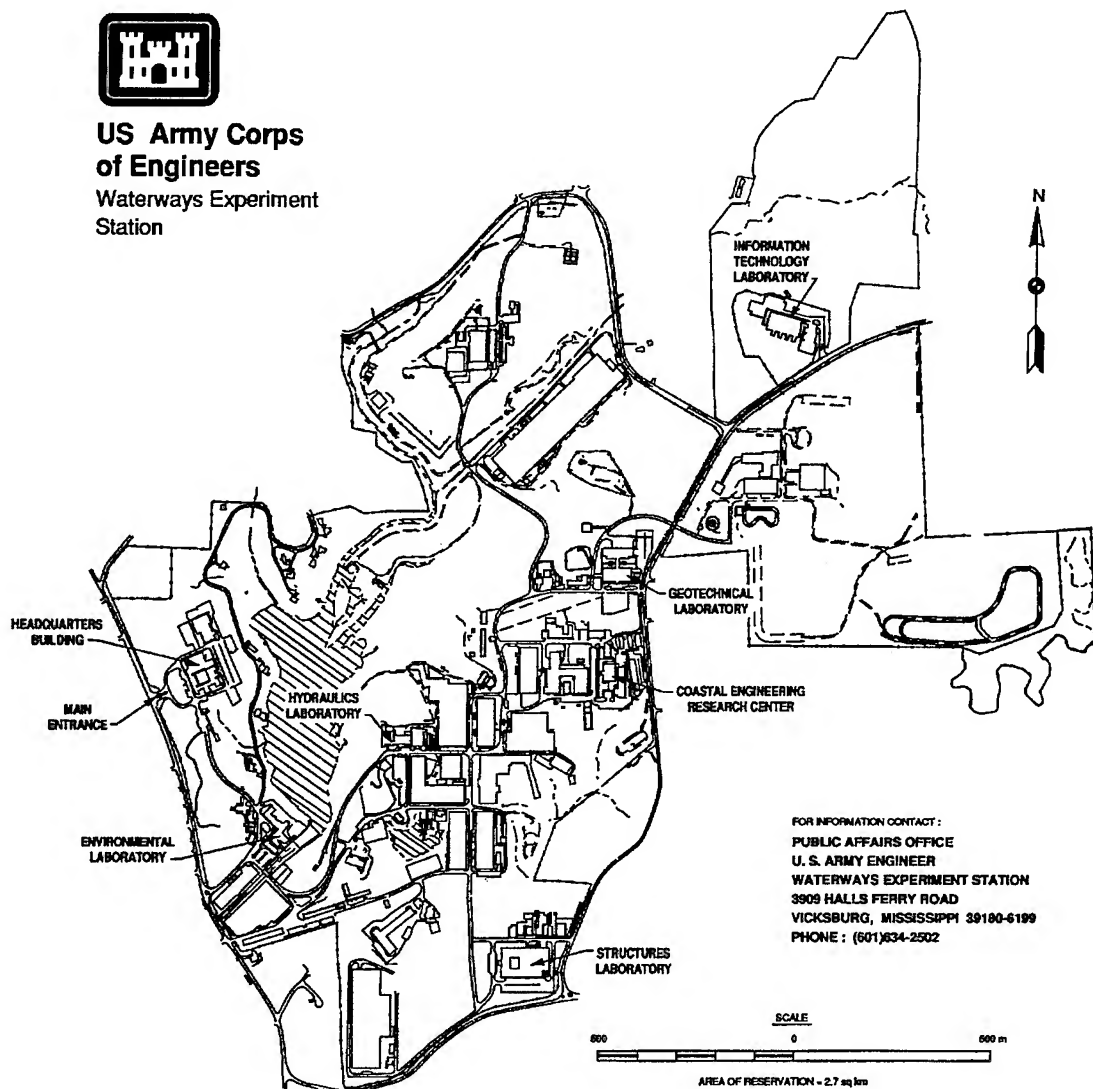 US Army Corps
of Engineers
Waterways Experiment
Station
N
INFORMATION
TECHNOLOGY
LABORATORY
GEOTECHNICAL
LABORATORY
HEADQUARTERS
BUILDING
MAIN
ENTRANCE
HYDRAULICS
LABORATORY
COASTAL ENGINEERING
RESEARCH CENTER
ENVIRONMENTAL
LABORATORY
STRUCTURES
LABORATORY
FOR INFORMATION CONTACT:
PUBLIC AFFAIRS OFFICE
U. S. ARMY ENGINEER
WATERWAYS EXPERIMENT STATION
3909 HALLS FERRY ROAD
VICKSBURG, MISSISSIPPI 39180-6199
PHONE: (601)634-2502
SCALE
500 0 500 m
AREA OF RESERVATION = 2.7 sq km